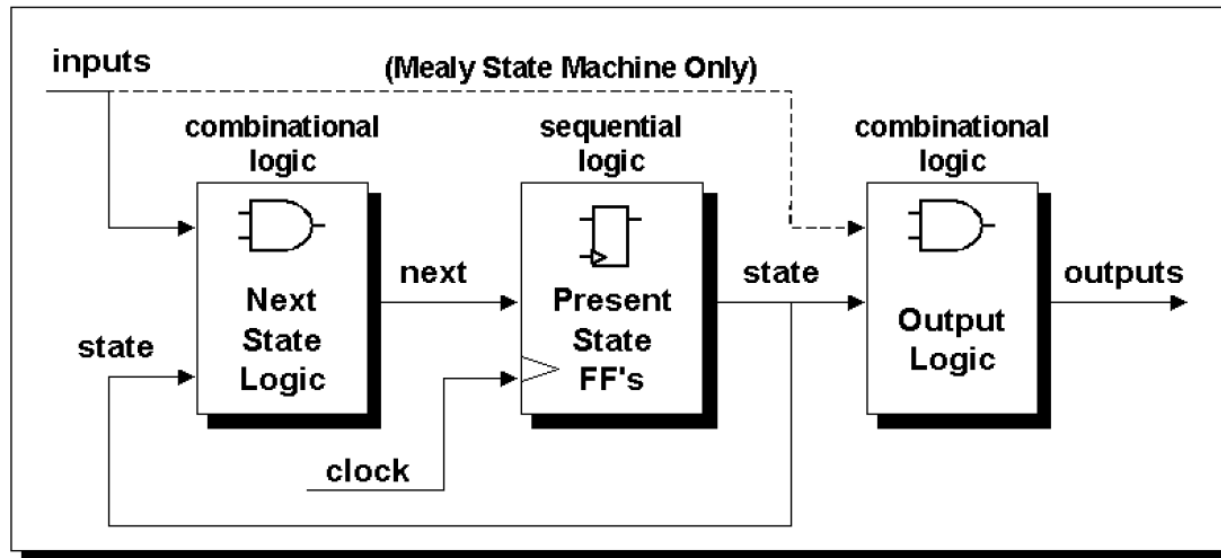 inputs
(Mealy State Machine Only)
combinational
logic
sequential
logic
combinational
logic
next
state
outputs
Next
State
Logic
Present
State
FF's
Output
Logic
state
clock